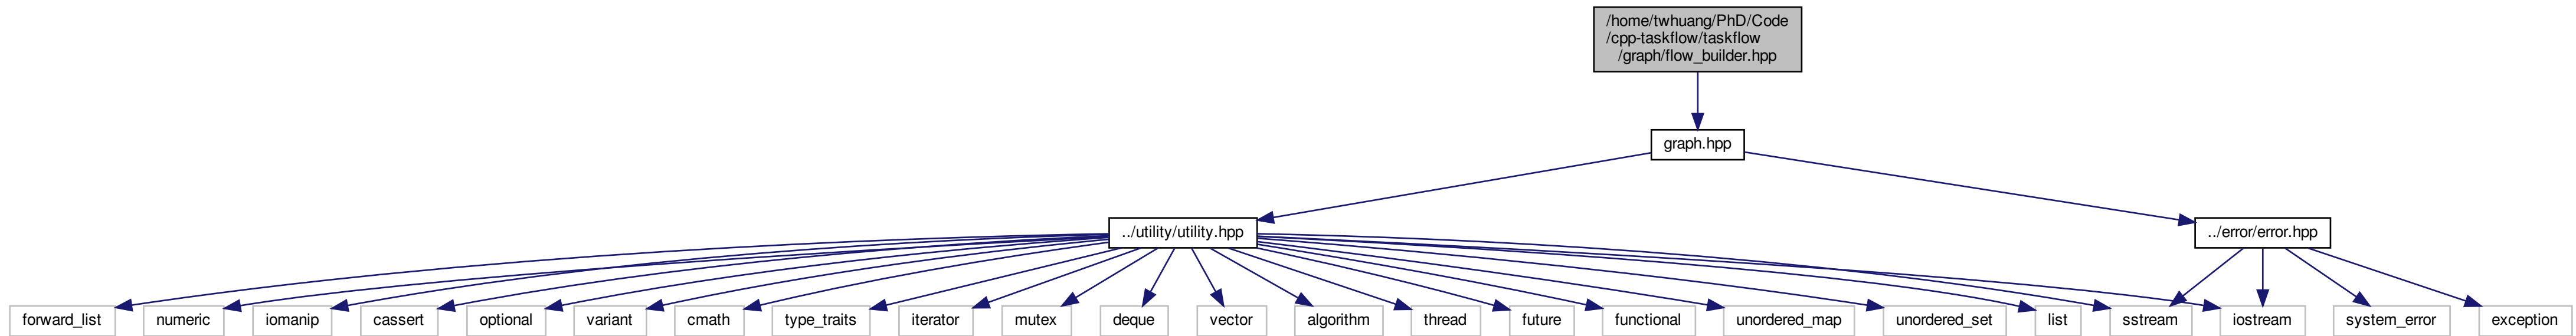 /home/twhuang/PhD/Code
/cpp-taskflow/taskflow
/graph/flow_builder.hpp
graph.hpp
../utility/utility.hpp
../error/error.hpp
forward_list
numeric
iomanip
cassert
optional
variant
cmath
type_traits
iterator
mutex
deque
vector
algorithm
thread
future
functional
unordered_map
unordered_set
list
sstream
iostream
system_error
exception